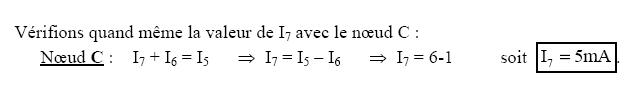 Vérifions quand même la valeur de I₇ avec le nœud C :
Nœud C : I₇ + I₆ = I₅ ⇒ I₇ = I₅ – I₆ ⇒ I₇ = 6-1 soit I₇ = 5mA.